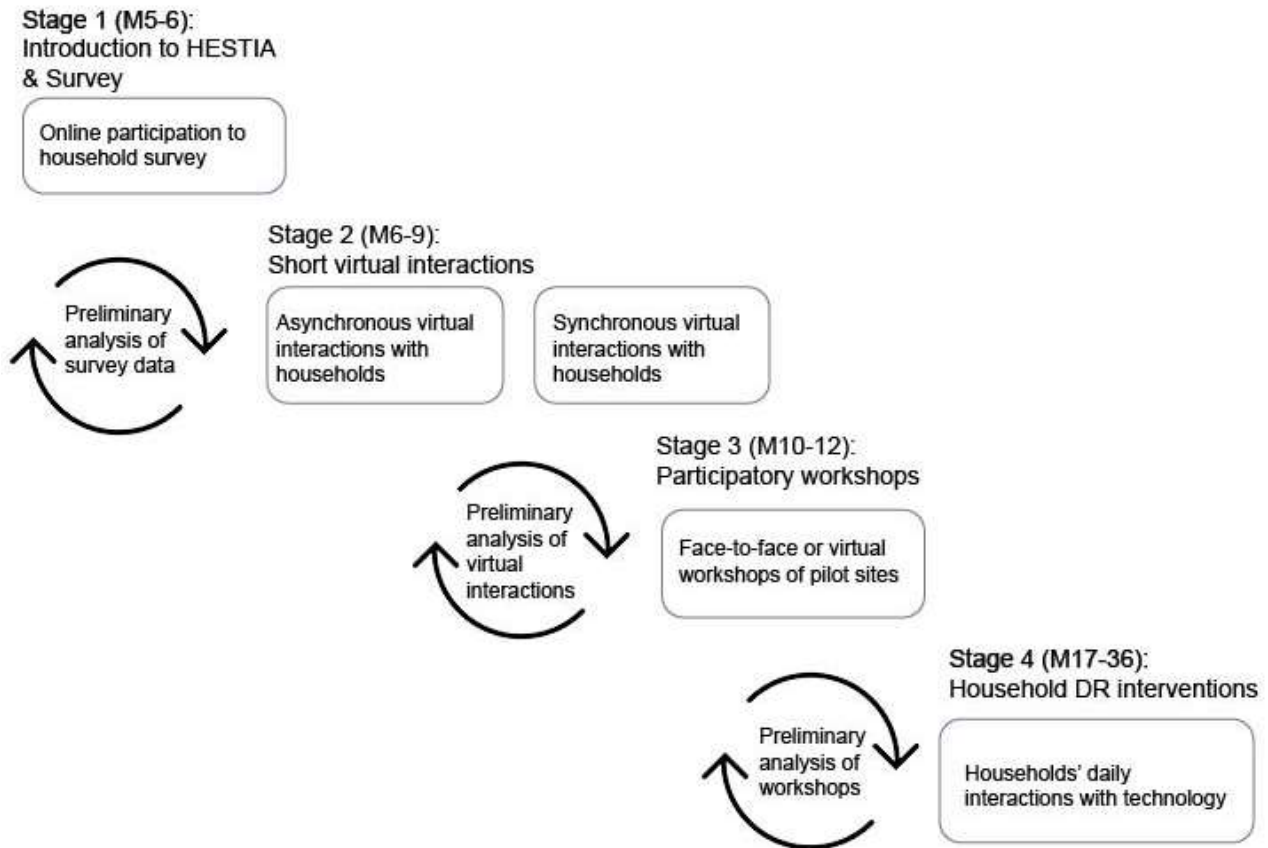 Stage 1 (M5-6):
Introduction to HESTIA
& Survey
Online participation to
household survey
Stage 2 (M6-9):
Short virtual interactions
Preliminary
analysis of
survey data
Asynchronous virtual
interactions with
households
Synchronous virtual
interactions with
households
Stage 3 (M10-12):
Participatory workshops
Preliminary
analysis of
virtual
interactions
Face-to-face or virtual
workshops of pilot sites
Stage 4 (M17-36):
Household DR interventions
Preliminary
analysis of
workshops
Households' daily
interactions with technology